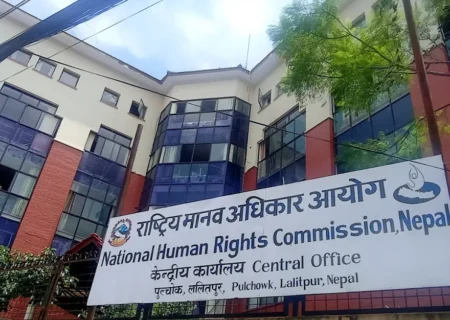 राष्ट्रिय मानव अधिकार आयोग
National Human Rights Commission, Nepal
केन्द्रीय कार्यालय Central Office
पुल्चोक, ललितपुर, Pulchowk, Lalitpur, Nepal